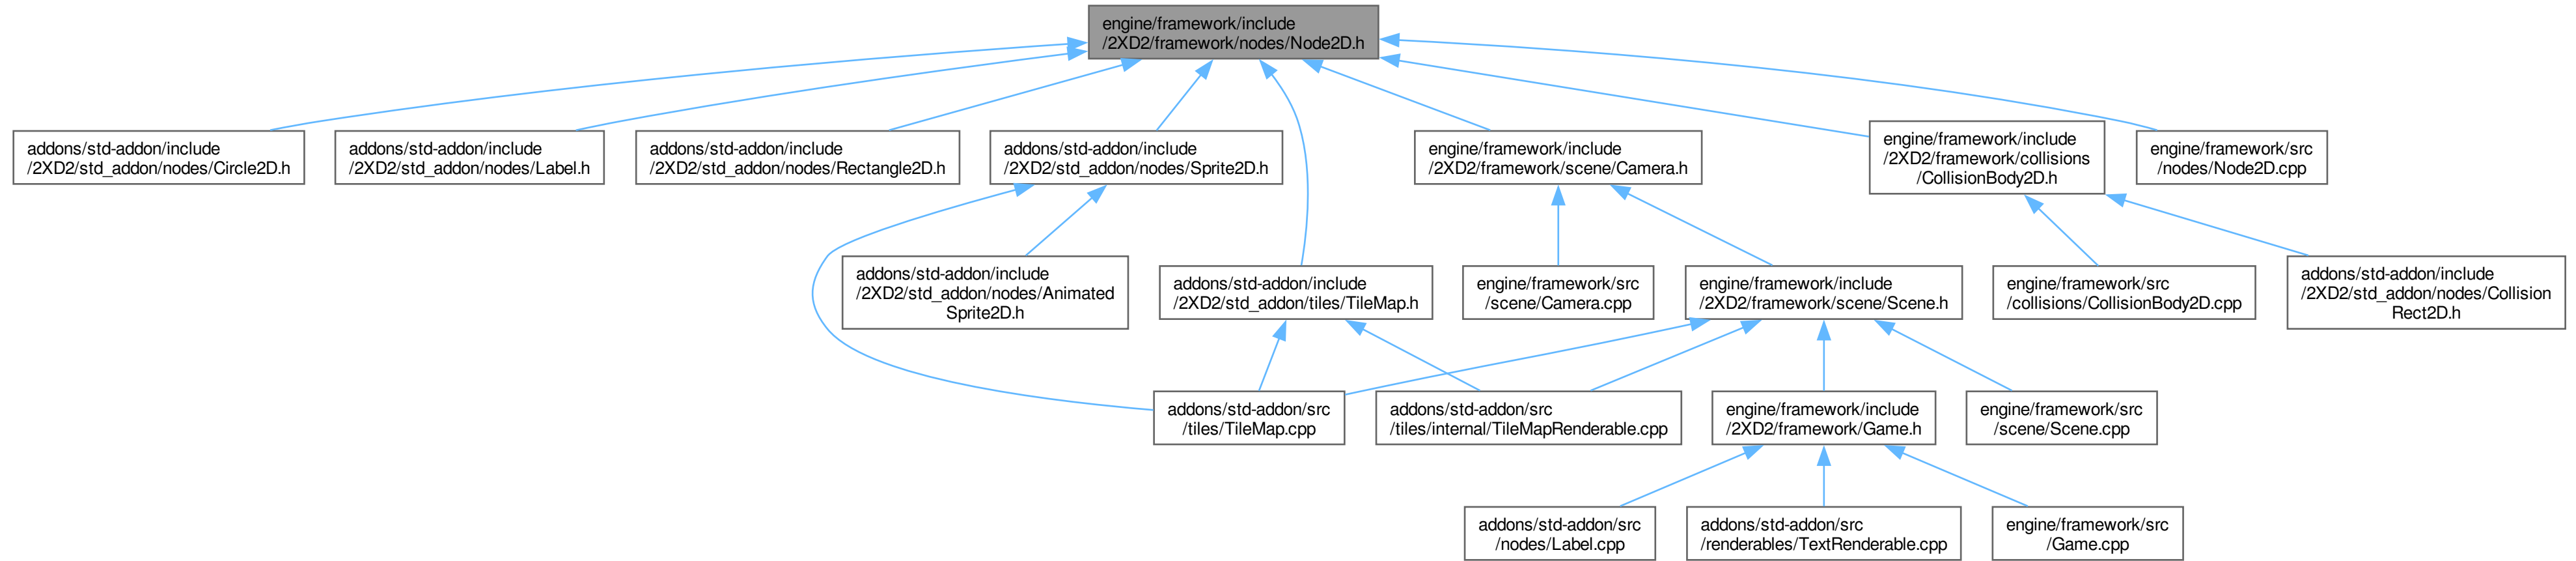 engine/framework/include
/2XD2/framework/nodes/Node2D.h
addons/std-addon/include
/2XD2/std_addon/nodes/Circle2D.h
addons/std-addon/include
/2XD2/std_addon/nodes/Label.h
addons/std-addon/include
/2XD2/std_addon/nodes/Rectangle2D.h
addons/std-addon/include
/2XD2/std_addon/nodes/Sprite2D.h
engine/framework/include
/2XD2/framework/scene/Camera.h
engine/framework/include
/2XD2/framework/collisions
/CollisionBody2D.h
engine/framework/src
/nodes/Node2D.cpp
addons/std-addon/include
/2XD2/std_addon/nodes/Animated
Sprite2D.h
addons/std-addon/include
/2XD2/std_addon/tiles/TileMap.h
engine/framework/src
/scene/Camera.cpp
engine/framework/include
/2XD2/framework/scene/Scene.h
engine/framework/src
/collisions/CollisionBody2D.cpp
addons/std-addon/include
/2XD2/std_addon/nodes/Collision
Rect2D.h
addons/std-addon/src
/tiles/TileMap.cpp
addons/std-addon/src
/tiles/internal/TileMapRenderable.cpp
engine/framework/include
/2XD2/framework/Game.h
engine/framework/src
/scene/Scene.cpp
addons/std-addon/src
/nodes/Label.cpp
addons/std-addon/src
/renderables/TextRenderable.cpp
engine/framework/src
/Game.cpp